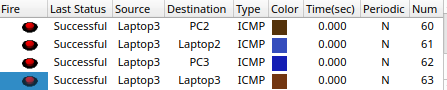 Fire Last Status Source Destination Type Color Time(sec) Periodic Num
Successful Laptop3 PC2 ICMP 0.000 N 60
Successful Laptop3 Laptop2 ICMP 0.000 N 61
Successful Laptop3 PC3 ICMP 0.000 N 62
Successful Laptop3 Laptop3 ICMP 0.000 N 63